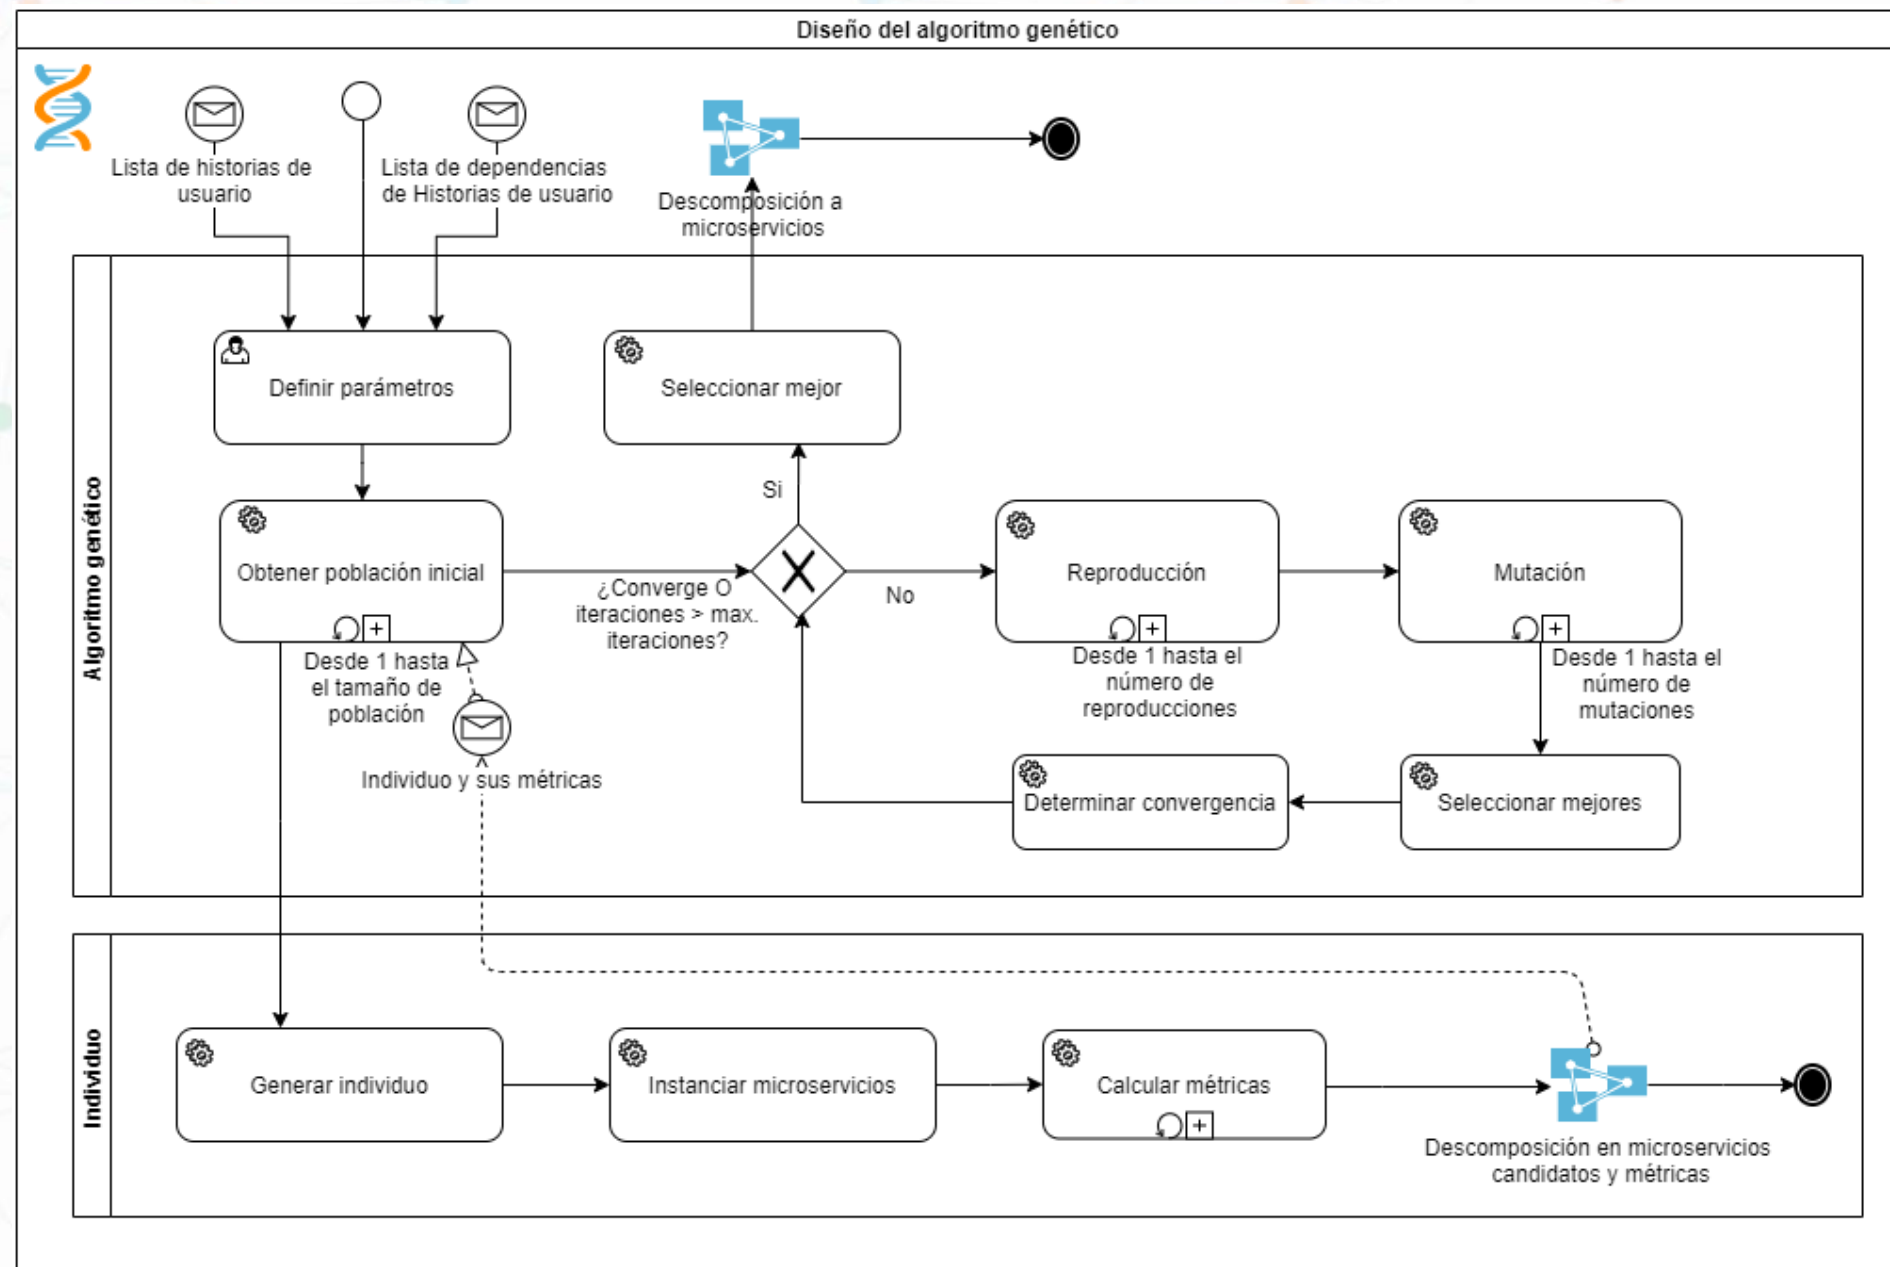 Diseño del algoritmo genético
Lista de historias de
usuario
Lista de dependencias
de Historias de usuario
Descomposición a
microservicios
Algoritmo genético
Definir parámetros
Seleccionar mejor
Si
Obtener población inicial
Desde 1 hasta
el tamaño de
población
¿Converge O
iteraciones > max.
iteraciones?
No
Reproducción
Desde 1 hasta el
número de
reproducciones
Mutación
Desde 1 hasta el
número de
mutaciones
Individuo y sus métricas
Determinar convergencia
Seleccionar mejores
Individuo
Generar individuo
Instanciar microservicios
Calcular métricas
Descomposición en microservicios
candidatos y métricas